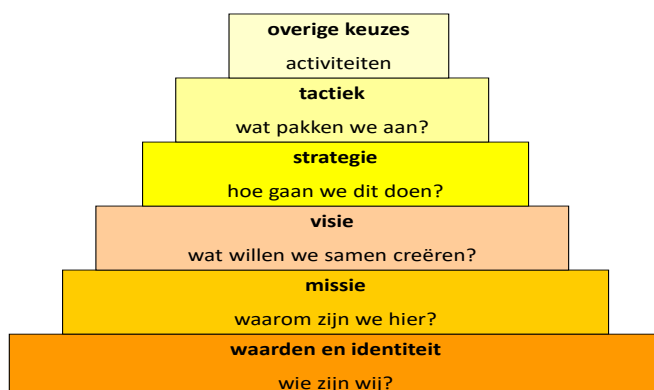 overige keuzes
activiteiten
tactiek
wat pakken we aan?
strategie
hoe gaan we dit doen?
visie
wat willen we samen creëren?
missie
waarom zijn we hier?
waarden en identiteit
wie zijn wij?